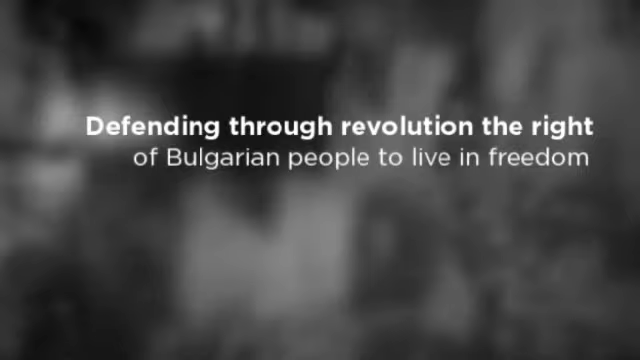 Defending through revolution the right
of Bulgarian people to live in freedom